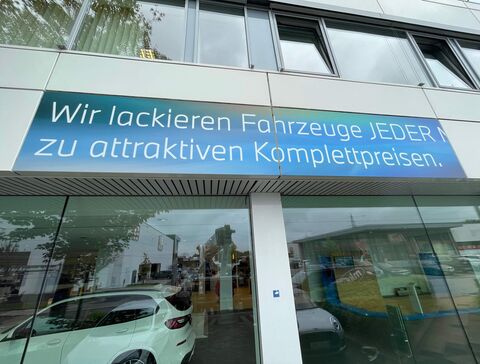 Wir lackieren Fahrzeuge JEDER M
zu attraktiven Komplettpreisen.